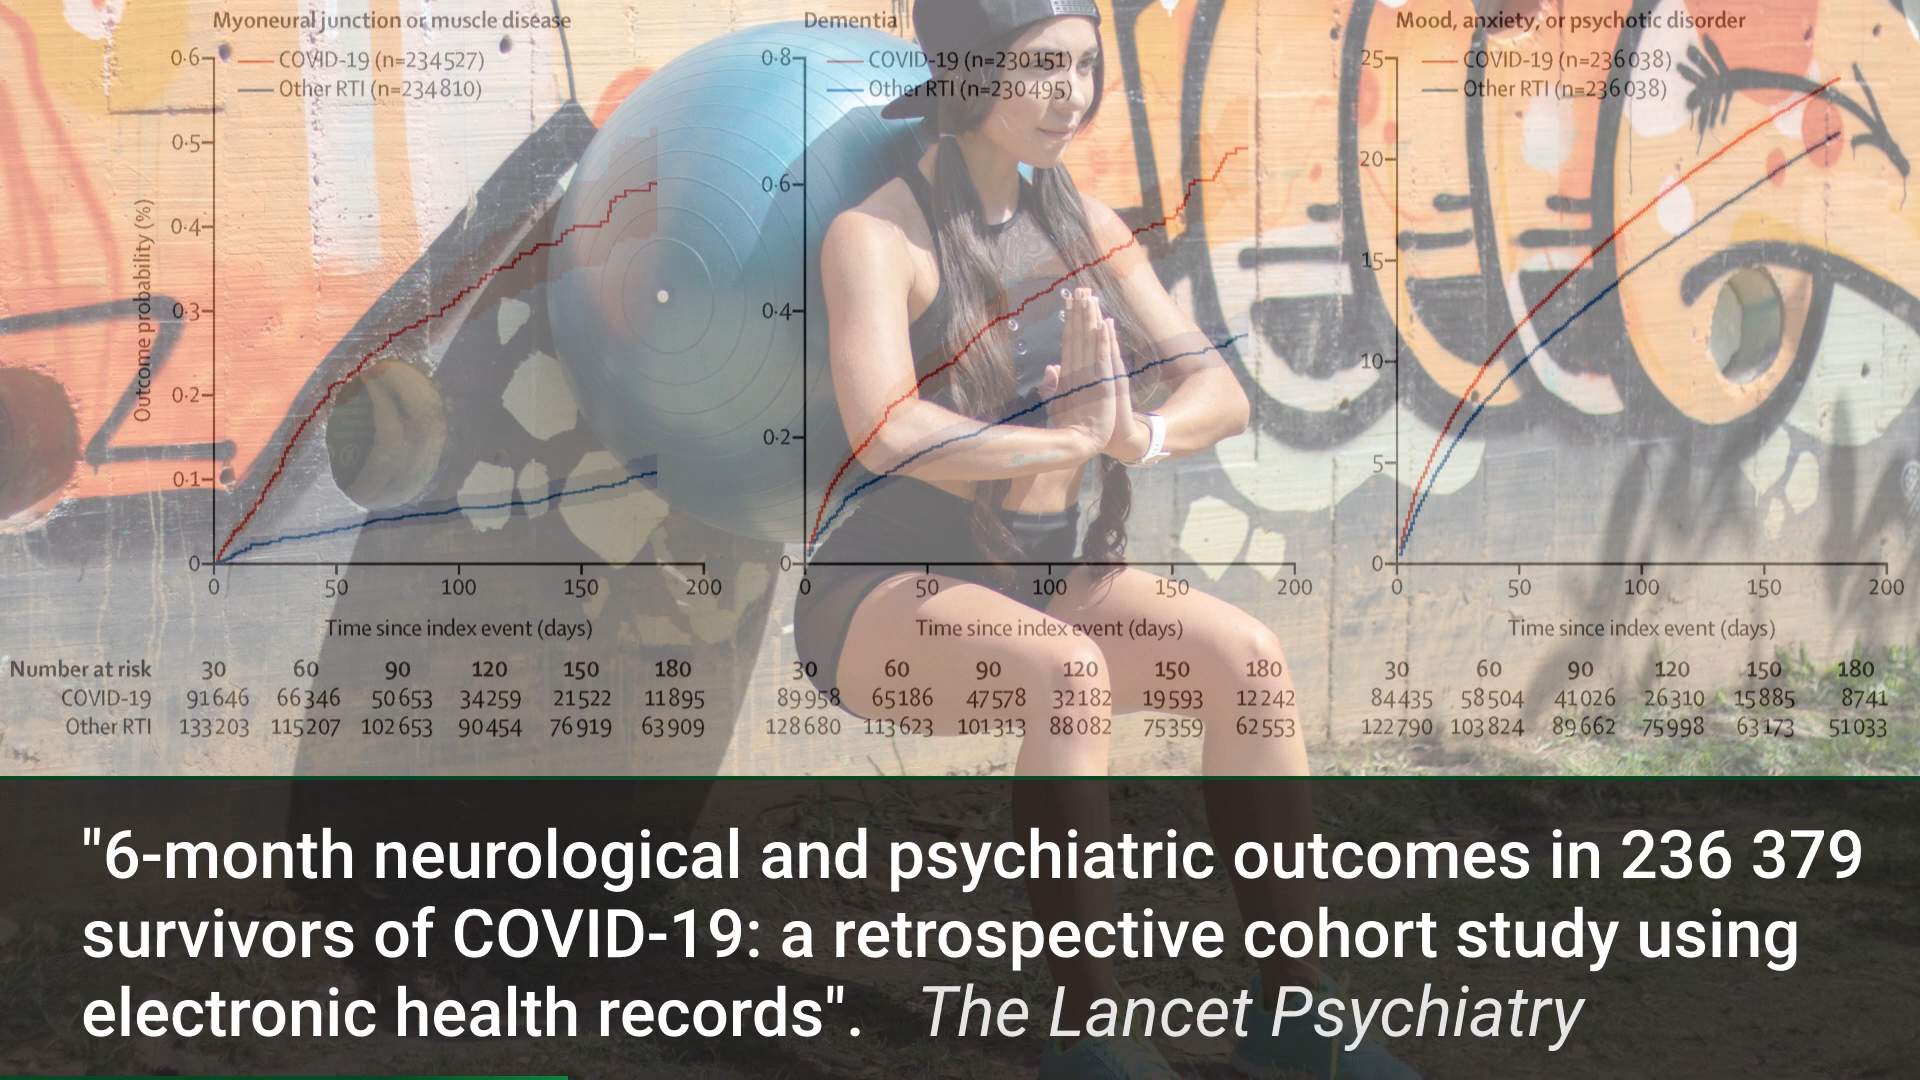 Myoneural junction or muscle disease
COVID-19 (n=234527)
Other RTI (n=234810)
Outcome probability (%)
0·6
0·5
0·4
0·3
0·2
0·1
0
0 50 100 150 200
Time since index event (days)
Dementia
COVID-19 (n=230151)
Other RTI (n=230495)
0·8
0·6
0·4
0·2
0
0 50 100 150 200
Time since index event (days)
Mood, anxiety, or psychotic disorder
COVID-19 (n=236038)
Other RTI (n=236038)
25
20
15
10
5
0
0 50 100 150 200
Time since index event (days)
Number at risk 30 60 90 120 150 180 30 60 90 120 150 180 30 60 90 120 150 180
COVID-19 91646 66346 50653 34259 21522 11895 89958 65186 47578 32182 19593 12242 84435 58504 41026 26310 15885 8741
Other RTI 133203 115207 102653 90454 76919 63909 128680 113623 101313 88082 75359 62553 122790 103824 89662 75998 63173 51033
"6-month neurological and psychiatric outcomes in 236 379
survivors of COVID-19: a retrospective cohort study using
electronic health records". The Lancet Psychiatry